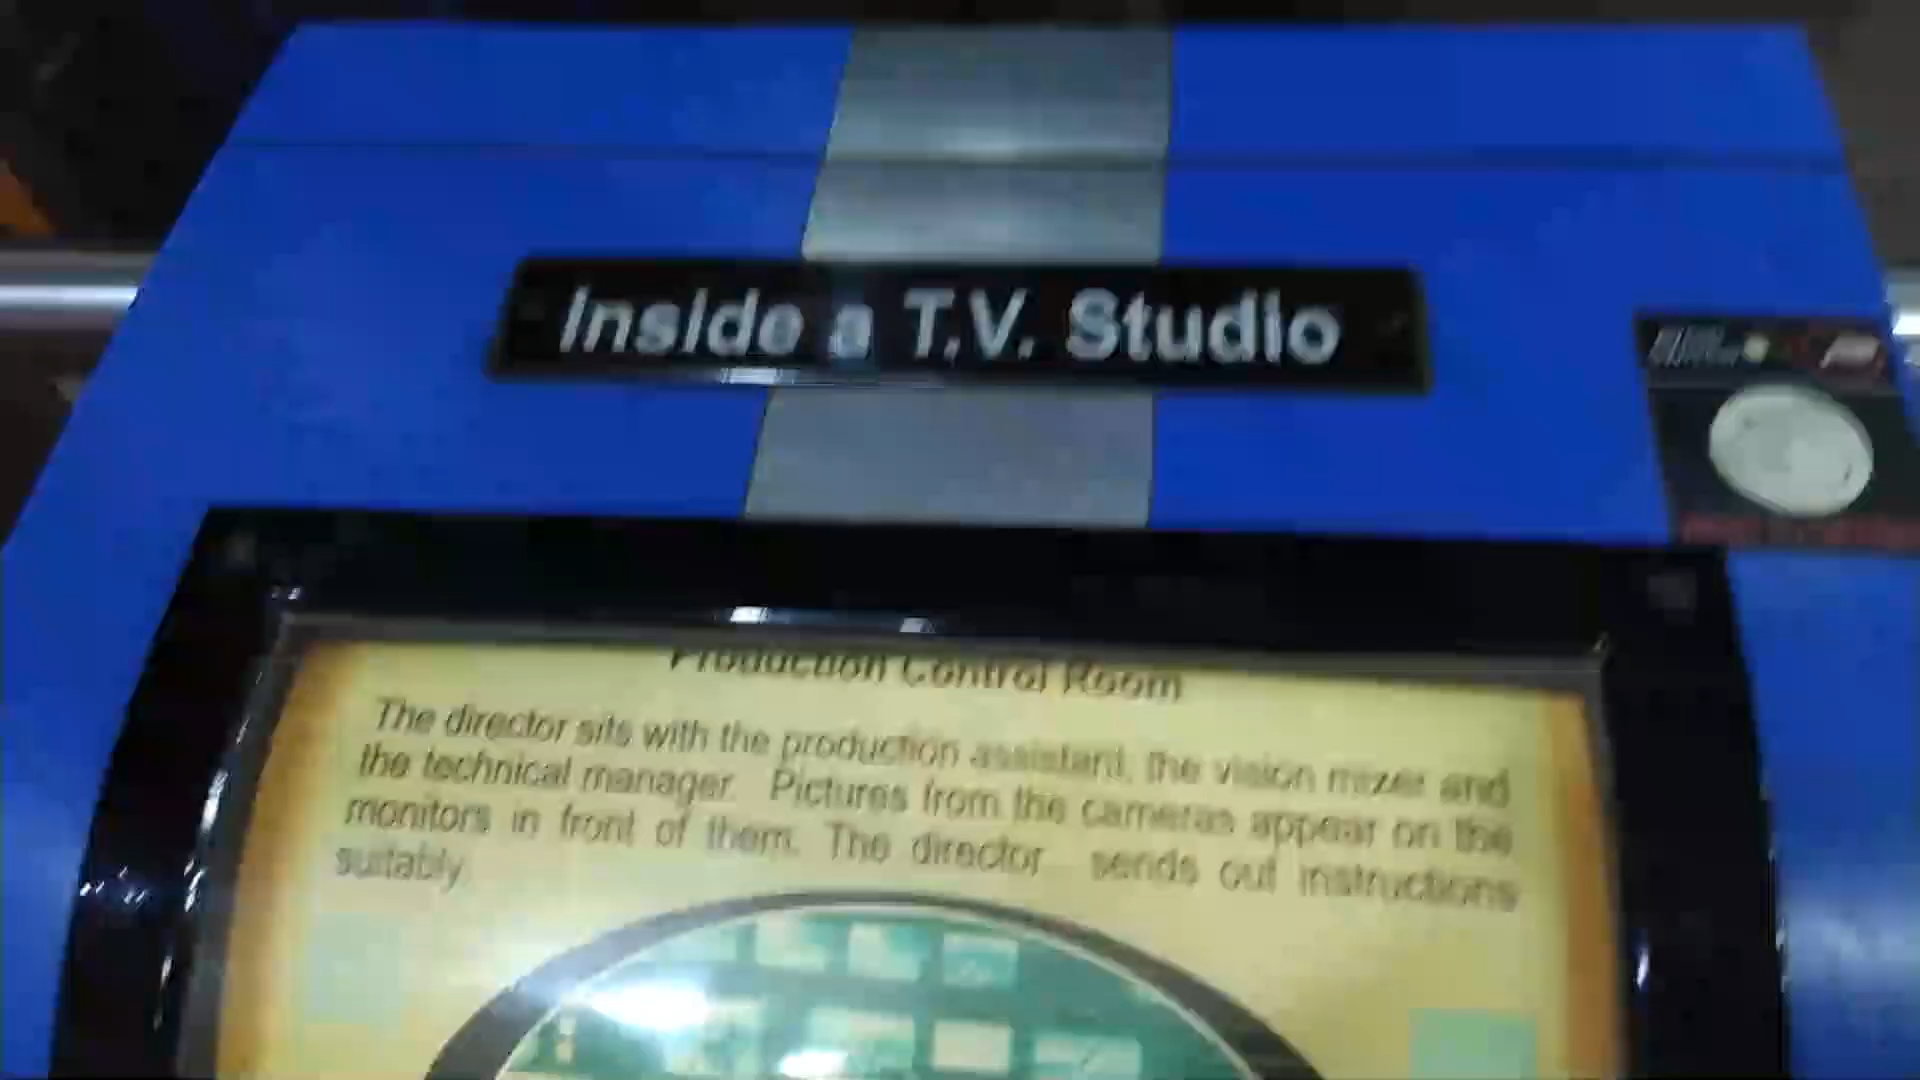 Inside a T.V. Studio
Production Control Room
The director sits with the production assistant, the vision mixer and
the technical manager. Pictures from the cameras appear on the
monitors in front of them. The director sends out instructions
suitably.